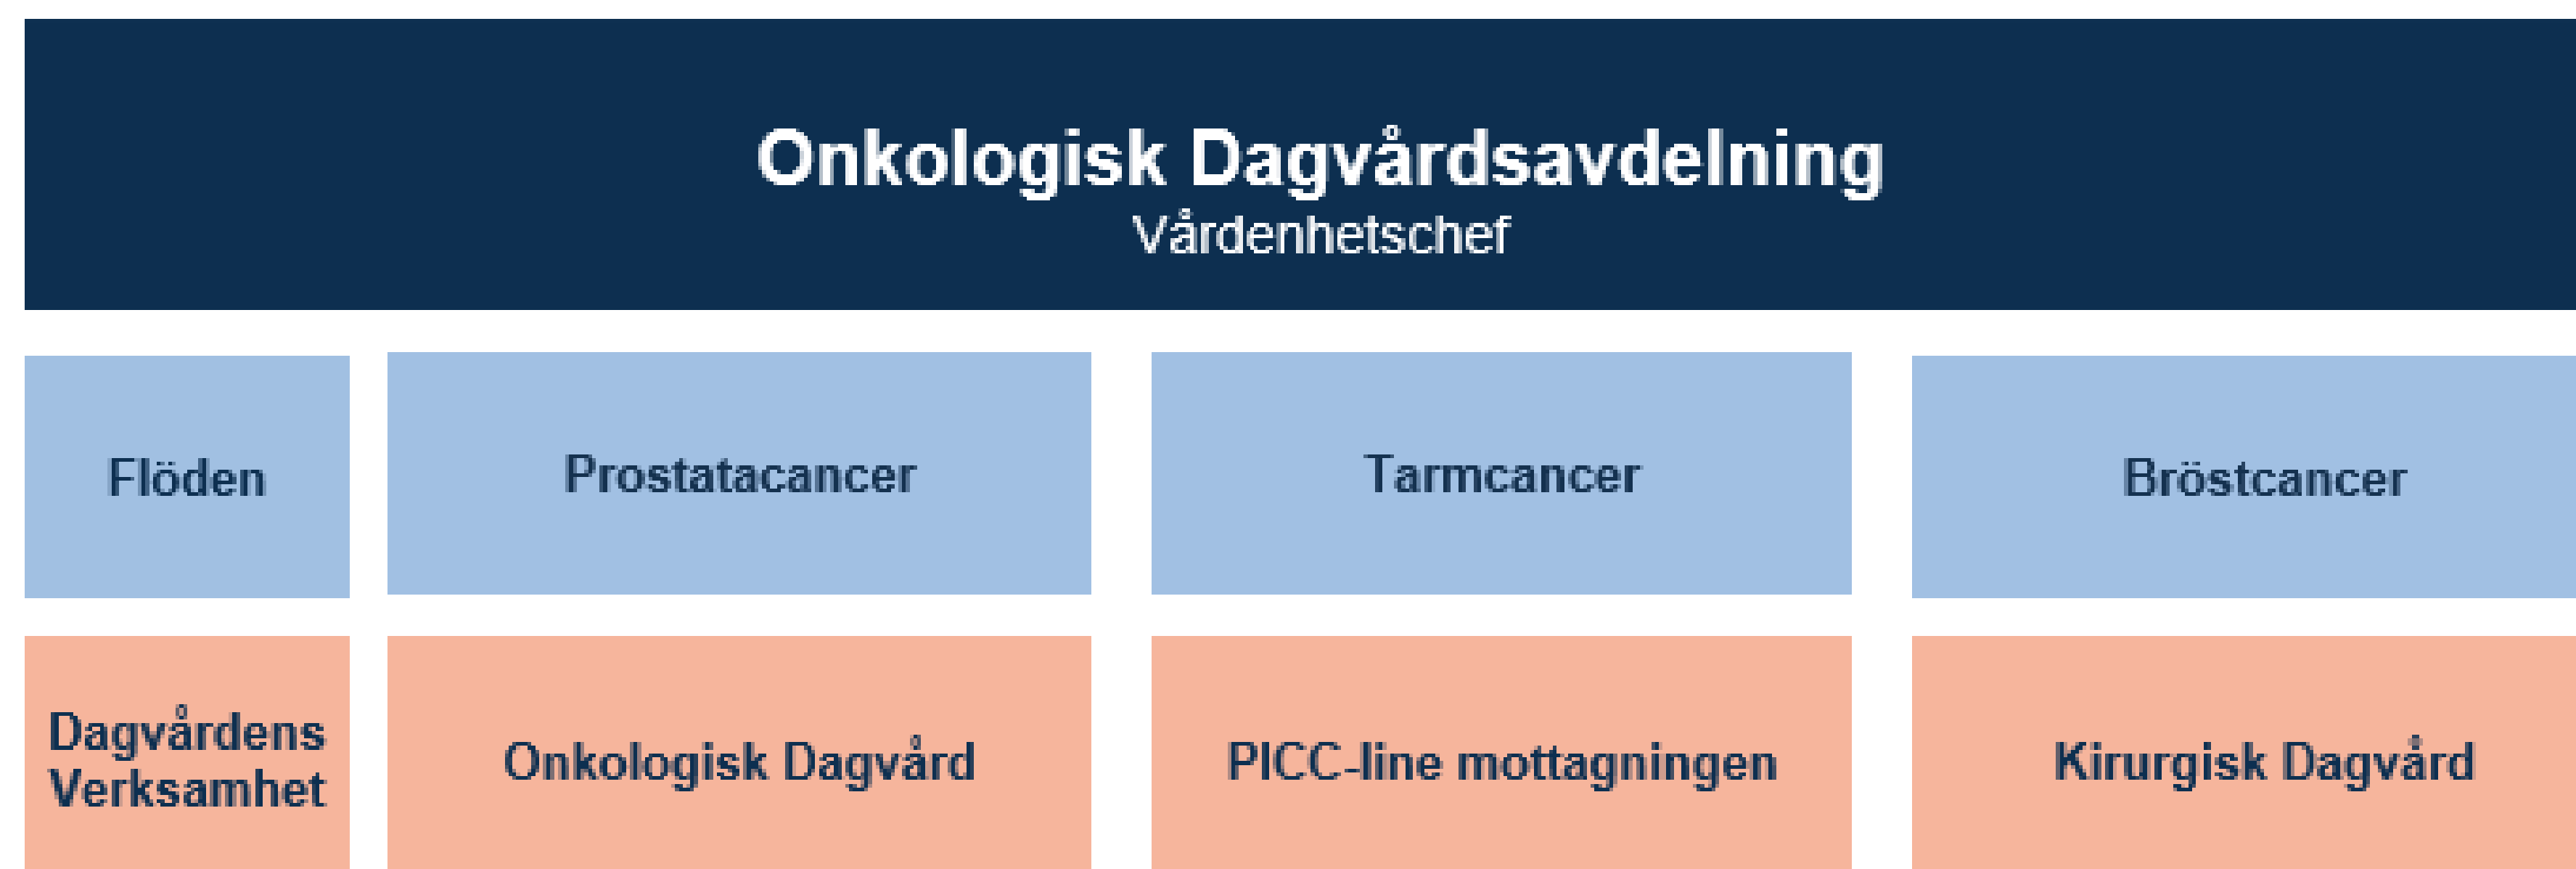 Onkologisk Dagvårdsavdelning
Vårdenhetschef
Flöden
Prostatacancer
Tarmcancer
Bröstcancer
Dagvårdens
Verksamhet
Onkologisk Dagvård
PICC-line mottagningen
Kirurgisk Dagvård